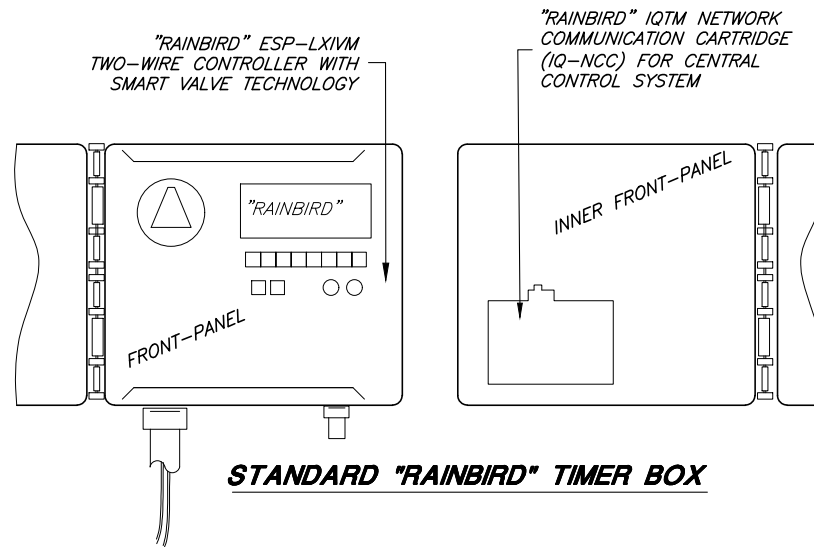 "RAINBIRD" ESP-LXIVM
TWO-WIRE CONTROLLER WITH
SMART VALVE TECHNOLOGY
"RAINBIRD" IQTM NETWORK
COMMUNICATION CARTRIDGE
(IQ-NCC) FOR CENTRAL
CONTROL SYSTEM
"RAINBIRD"
FRONT-PANEL
INNER FRONT-PANEL
STANDARD "RAINBIRD" TIMER BOX